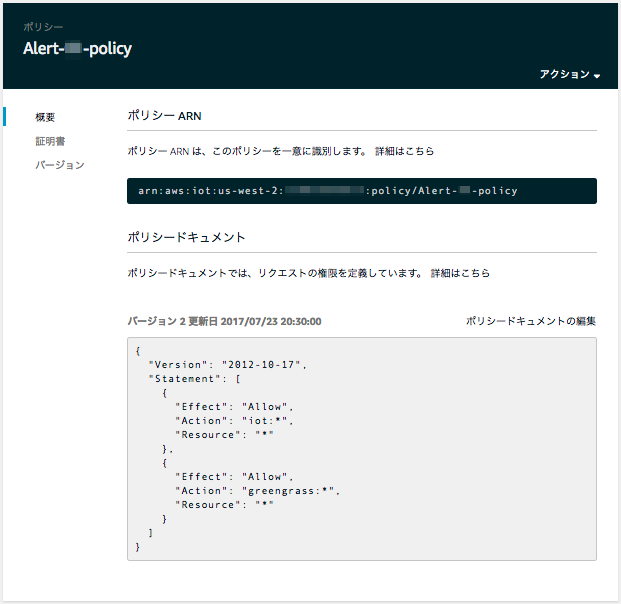 ポリシー
Alert- -policy
アクション
概要
証明書
バージョン
ポリシー ARN
ポリシー ARN は、このポリシーを一意に識別します。 詳細はこちら
arn:aws:iot:us-west-2: :policy/Alert- -policy
ポリシードキュメント
ポリシードキュメントでは、リクエストの権限を定義しています。 詳細はこちら
バージョン 2 更新日 2017/07/23 20:30:00 ポリシードキュメントの編集
{
"Version": "2012-10-17",
"Statement": [
{
"Effect": "Allow",
"Action": "iot:*",
"Resource": "*"
},
{
"Effect": "Allow",
"Action": "greengrass:*",
"Resource": "*"
}
]
}